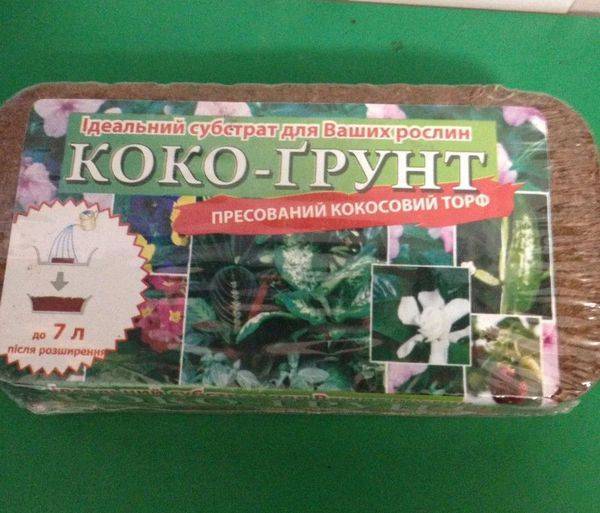 Ідеальний субстрат для Ваших рослин
КОКО-ҐРУНТ
ПРЕСОВАНИЙ КОКОСОВИЙ ТОРФ
до 7 л
після розширення